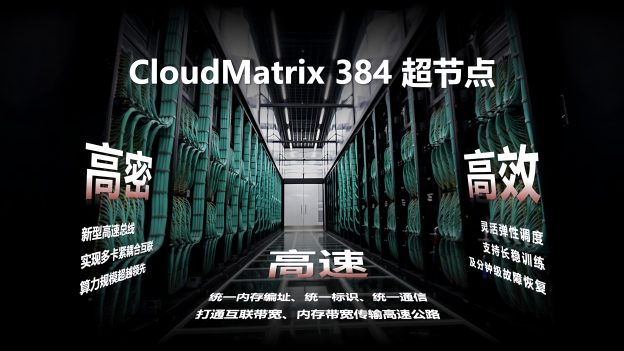 CloudMatrix 384 超节点
高密
新型高速总线
实现多卡紧耦合互联
算力规模超越领先
高效
灵活弹性调度
支持长稳训练
及分钟级故障恢复
高速
统一内存编址、统一标识、统一通信
打通互联带宽、内存带宽传输高速公路